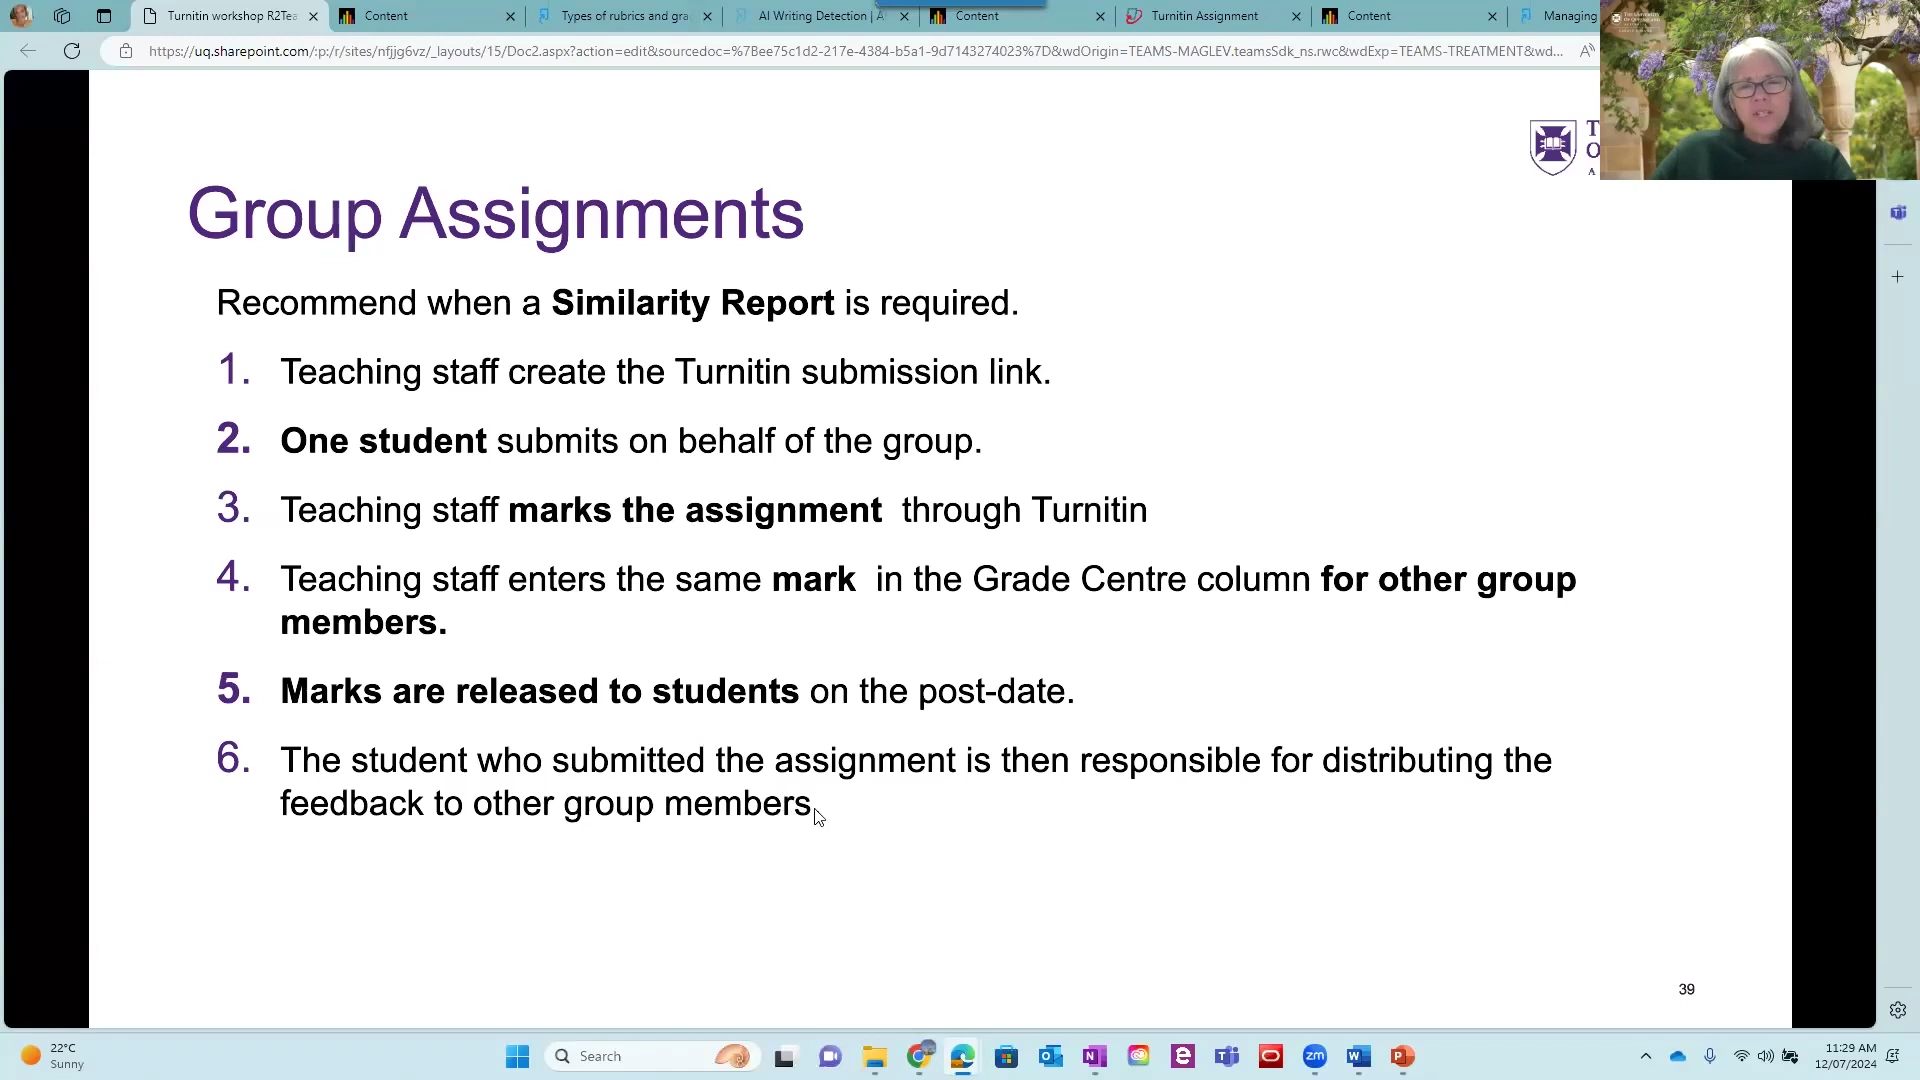 Turnitin workshop R2Tea
Content
Types of rubrics and gra
AI Writing Detection | A
Content
Turnitin Assignment
Content
Managing
https://uq.sharepoint.com/:p:/r/sites/nfjjg6vz/_layouts/15/Doc2.aspx?action=edit&sourcedoc=%7Bee75c1d2-217e-4384-b5a1-9d7143274023%7D&wdOrigin=TEAMS-MAGLEV.teamsSdk_ns.rwc&wdExp=TEAMS-TREATMENT&wd...
Group Assignments
Recommend when a Similarity Report is required.
1. Teaching staff create the Turnitin submission link.
2. One student submits on behalf of the group.
3. Teaching staff marks the assignment through Turnitin
4. Teaching staff enters the same mark in the Grade Centre column for other group
members.
5. Marks are released to students on the post-date.
6. The student who submitted the assignment is then responsible for distributing the
feedback to other group members.
39
22°C
Sunny
Search
zm
11:29 AM
12/07/2024